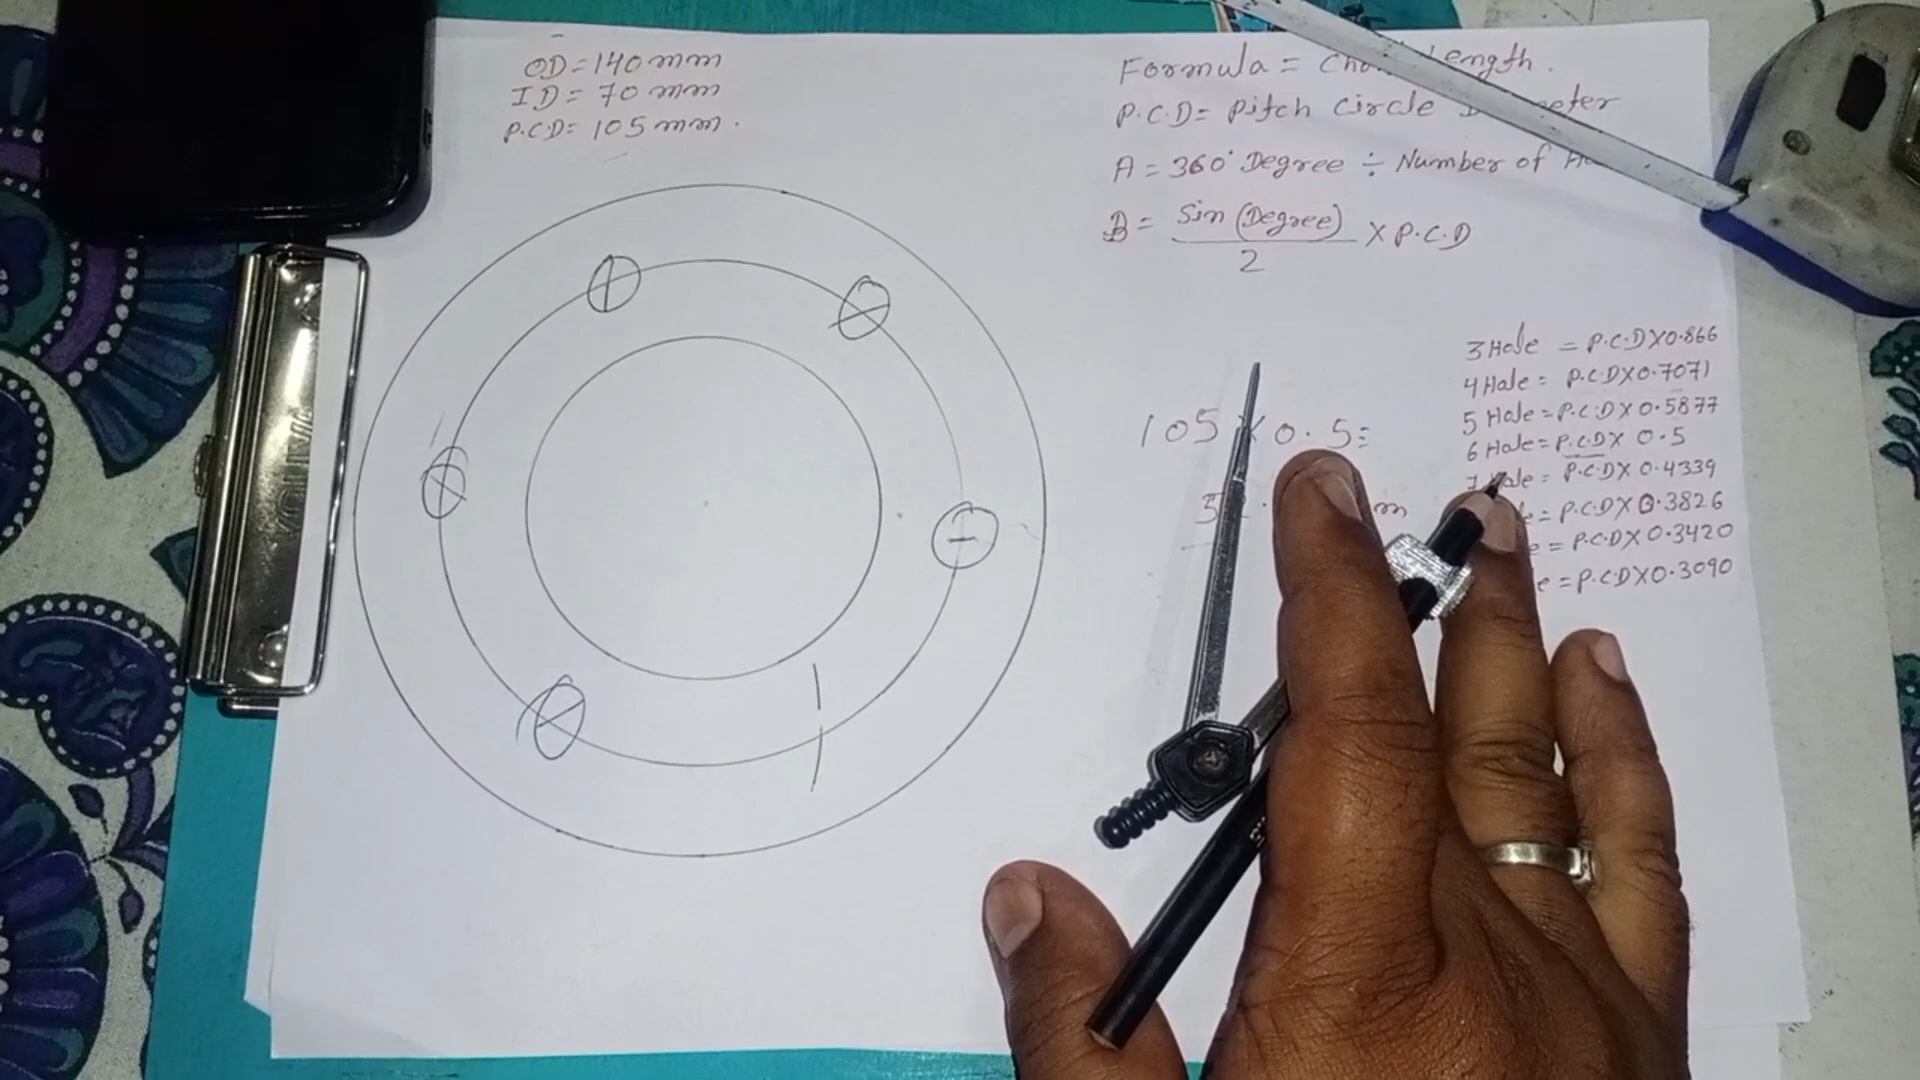 OD = 140 mm
ID = 70 mm
P.C.D = 105 mm.
Formula = Length.
P.C.D = Pitch Circle
A = 360° Degree ÷ Number of
B = Sin (Degree) / 2 × P.C.D
105 × 0.5 =
m
3 Hole = P.C.D X 0.866
4 Hole = P.C.D X 0.7071
5 Hole = P.C.D X 0.5877
6 Hole = P.C.D X 0.5
7 Hole = P.C.D X 0.4339
= P.C.D X 0.3826
= P.C.D X 0.3420
= P.C.D X 0.3090